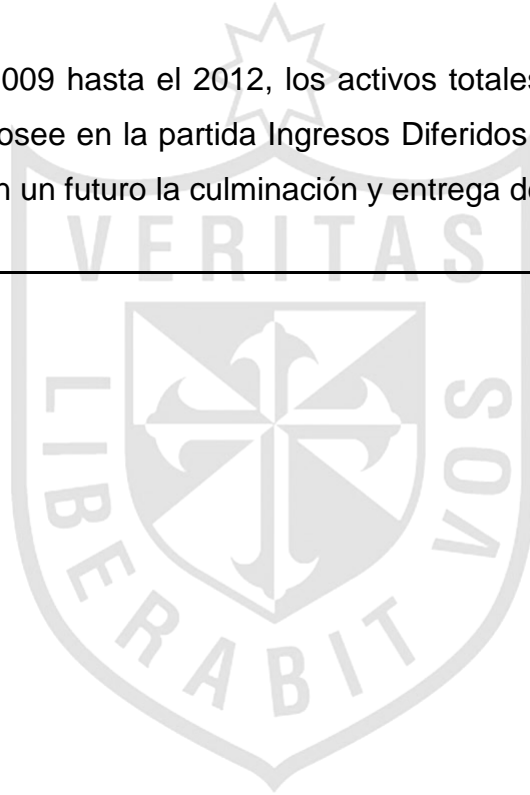 009 hasta el 2012, los activos totales
osee en la partida Ingresos Diferidos
n un futuro la culminación y entrega de
VERITAS
LIBERABIT VOS